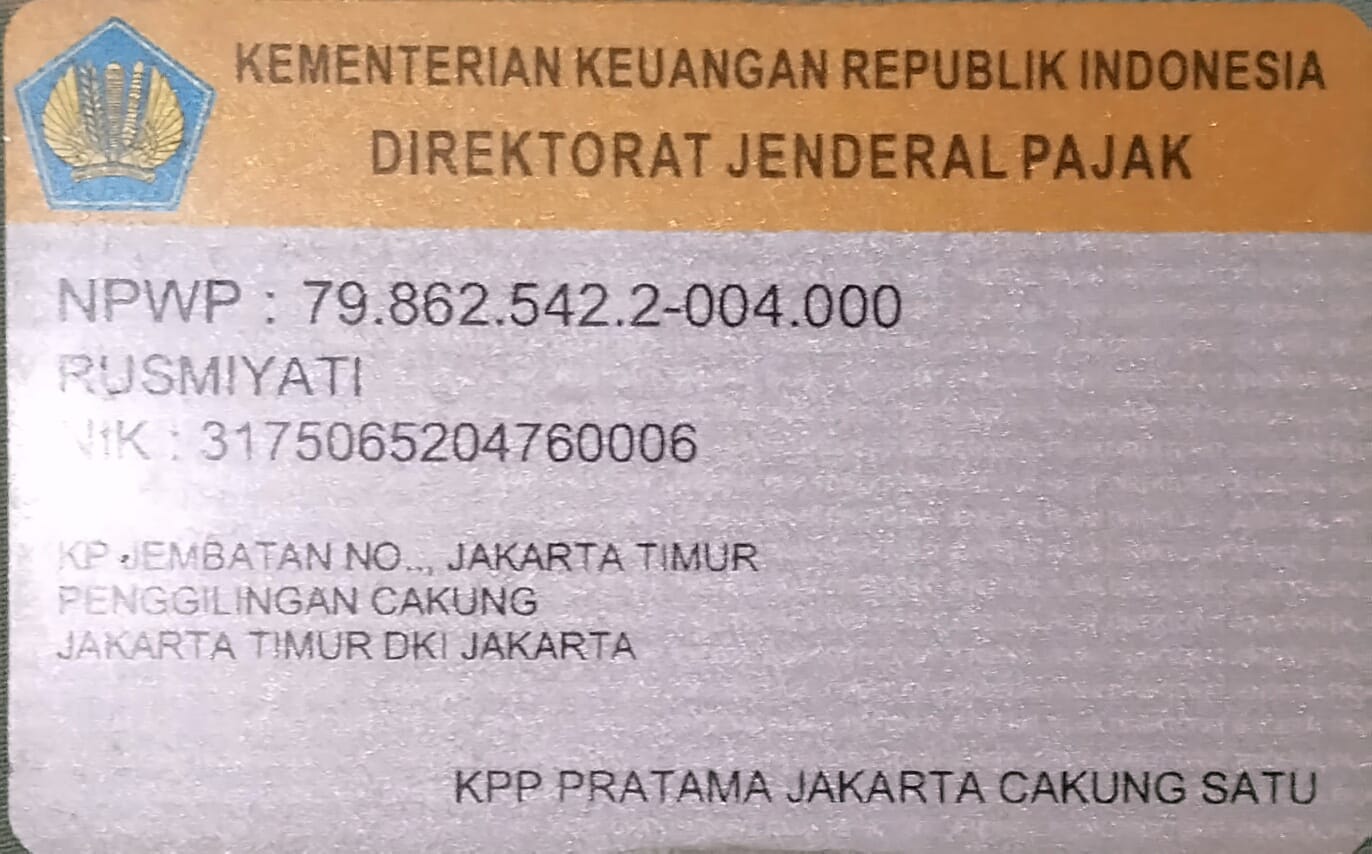 KEMENTERIAN KEUANGAN REPUBLIK INDONESIA
DIREKTORAT JENDERAL PAJAK
NPWP : 79.862.542.2-004.000
RUSMIYATI
NIK : 3175065204760006
KP JEMBATAN NO.., JAKARTA TIMUR
PENGGILINGAN CAKUNG
JAKARTA TIMUR DKI JAKARTA
KPP PRATAMA JAKARTA CAKUNG SATU